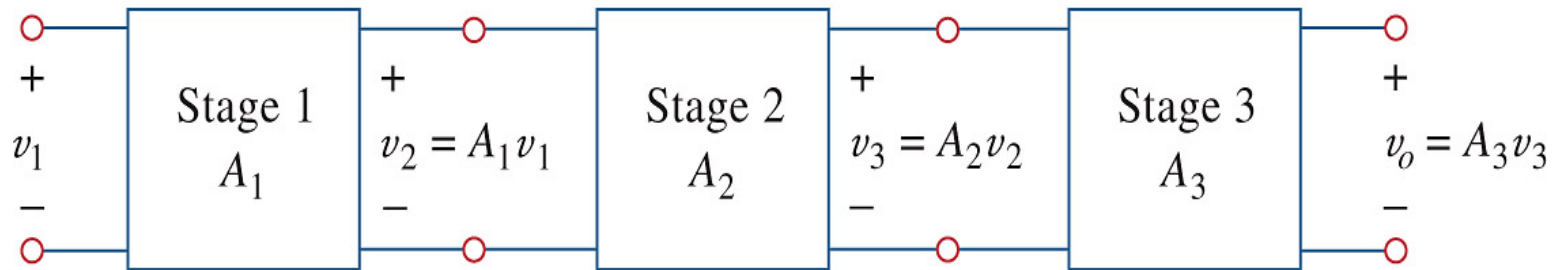 +
v₁
−
Stage 1
A₁
+
v₂ = A₁v₁
−
Stage 2
A₂
+
v₃ = A₂v₂
−
Stage 3
A₃
+
vₒ = A₃v₃
−